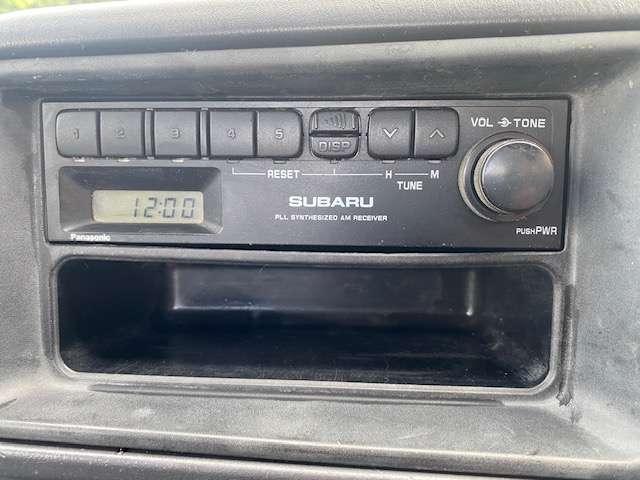 1 2 3 4 5 DISP VOL TONE
RESET H M
TUNE
12:00
SUBARU
PLL SYNTHESIZED AM RECEIVER
Panasonic
PUSH PWR